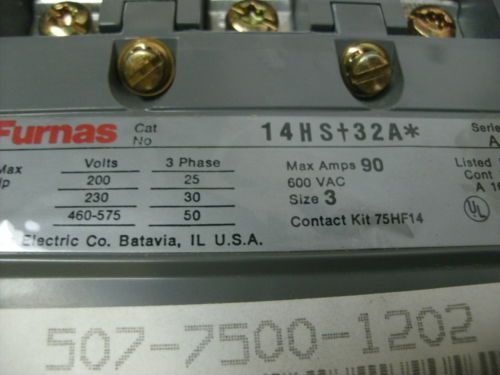 Furnas Cat No 14HS†32A* Series A
Max Hp Volts 3 Phase Max Amps 90 Listed
200 25 600 VAC Cont
230 30 Size 3 A
460-575 50 Contact Kit 75HF14 UL
Electric Co. Batavia, IL U.S.A.
507-7500-1202